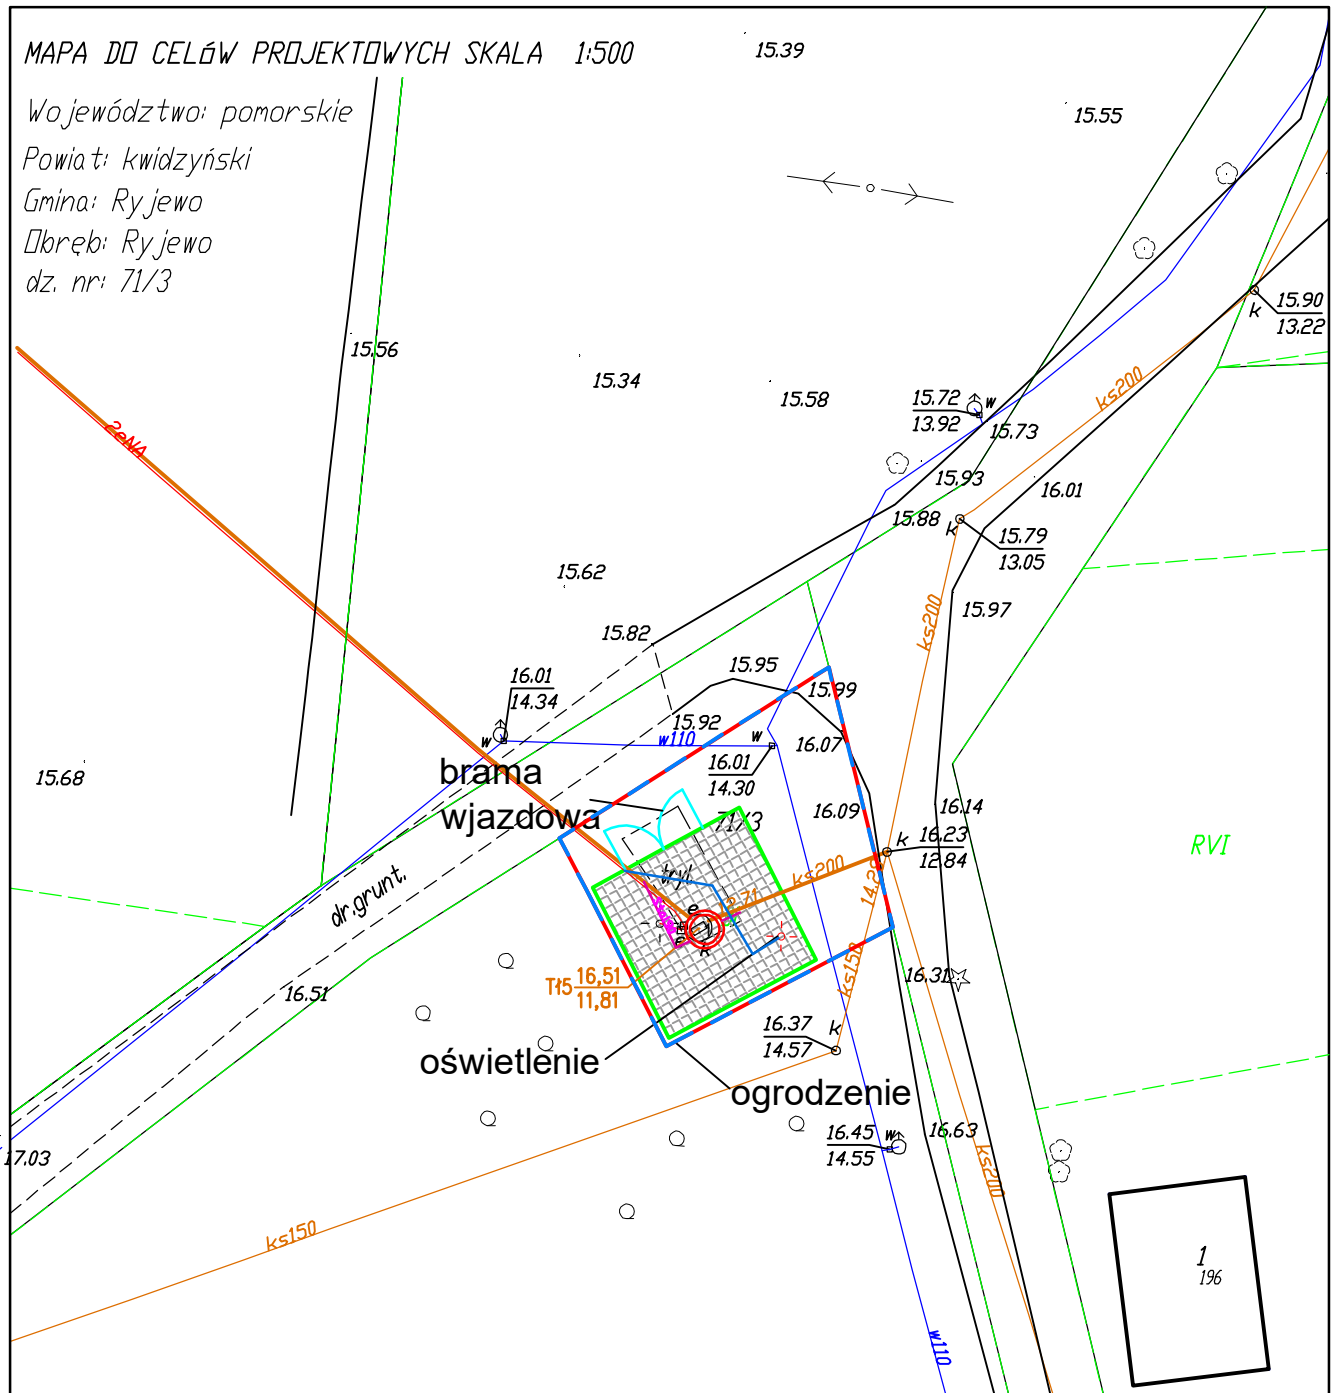 MAPA DO CELÓW PROJEKTOWYCH SKALA 1:500
15.39
Województwo: pomorskie
15.55
Powiat: kwidzyński
Gmina: Ryjewo
Obręb: Ryjewo
dz. nr: 71/3
15.90
k
13.22
15.56
15.34
15.58
ks200
15.72
w
13.92
15.73
2eNA
15.93
16.01
15.88
k
15.79
13.05
15.62
15.97
ks200
15.82
15.95
16.01
14.34
15.99
15.92
w
w110
w
16.07
16.01
14.30
15.68
brama
wjazdowa
71/3
16.09
16.14
k
16.23
12.84
RVI
ks200
tryl.
14.29
dr.grunt.
e
e
k
ks150
16.31
T15
16,51
11,81
16.51
16.37
k
14.57
oświetlenie
ogrodzenie
16.45
w
14.55
16.63
17.03
ks200
ks150
1
196
w110